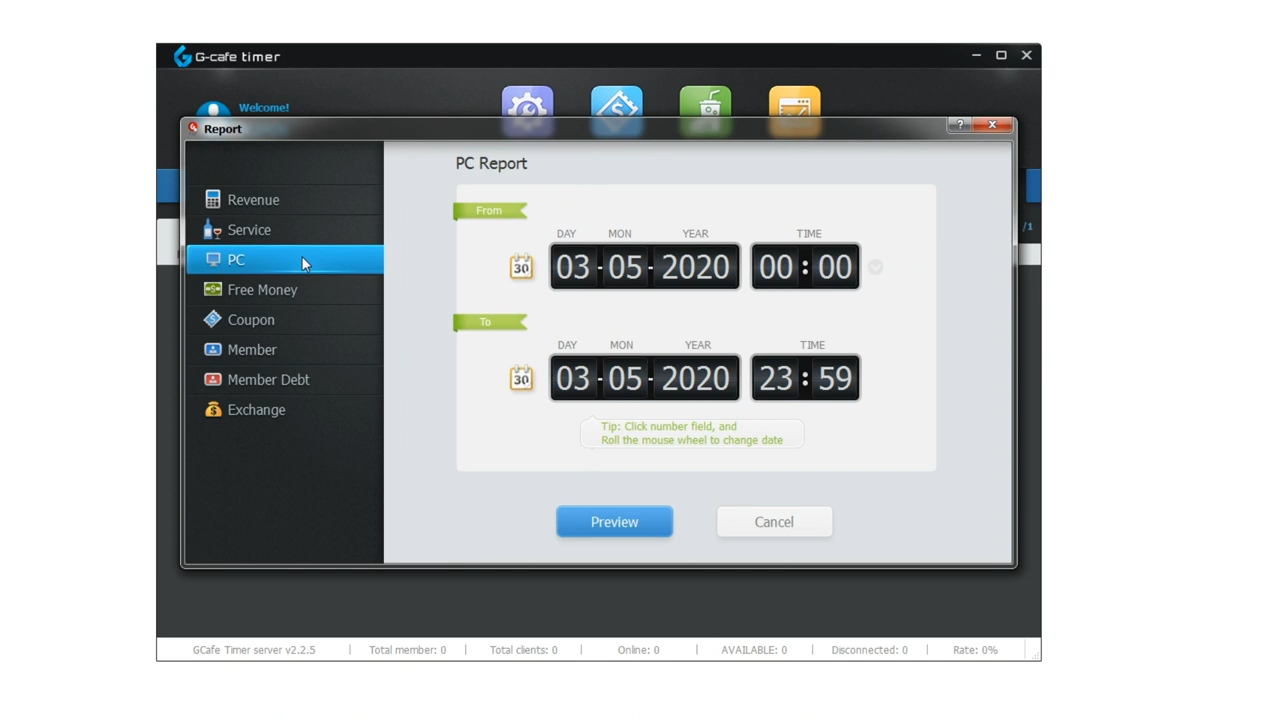 G-cafe timer
Welcome!
Report
Revenue
Service
PC
Free Money
Coupon
Member
Member Debt
Exchange
PC Report
From
DAY MON YEAR TIME
30 03-05-2020 00:00
To
DAY MON YEAR TIME
30 03-05-2020 23:59
Tip: Click number field, and
Roll the mouse wheel to change date
Preview Cancel
/1
GCafe Timer server v2.2.5 | Total member: 0 | Total clients: 0 | Online: 0 | AVAILABLE: 0 | Disconnected: 0 | Rate: 0%